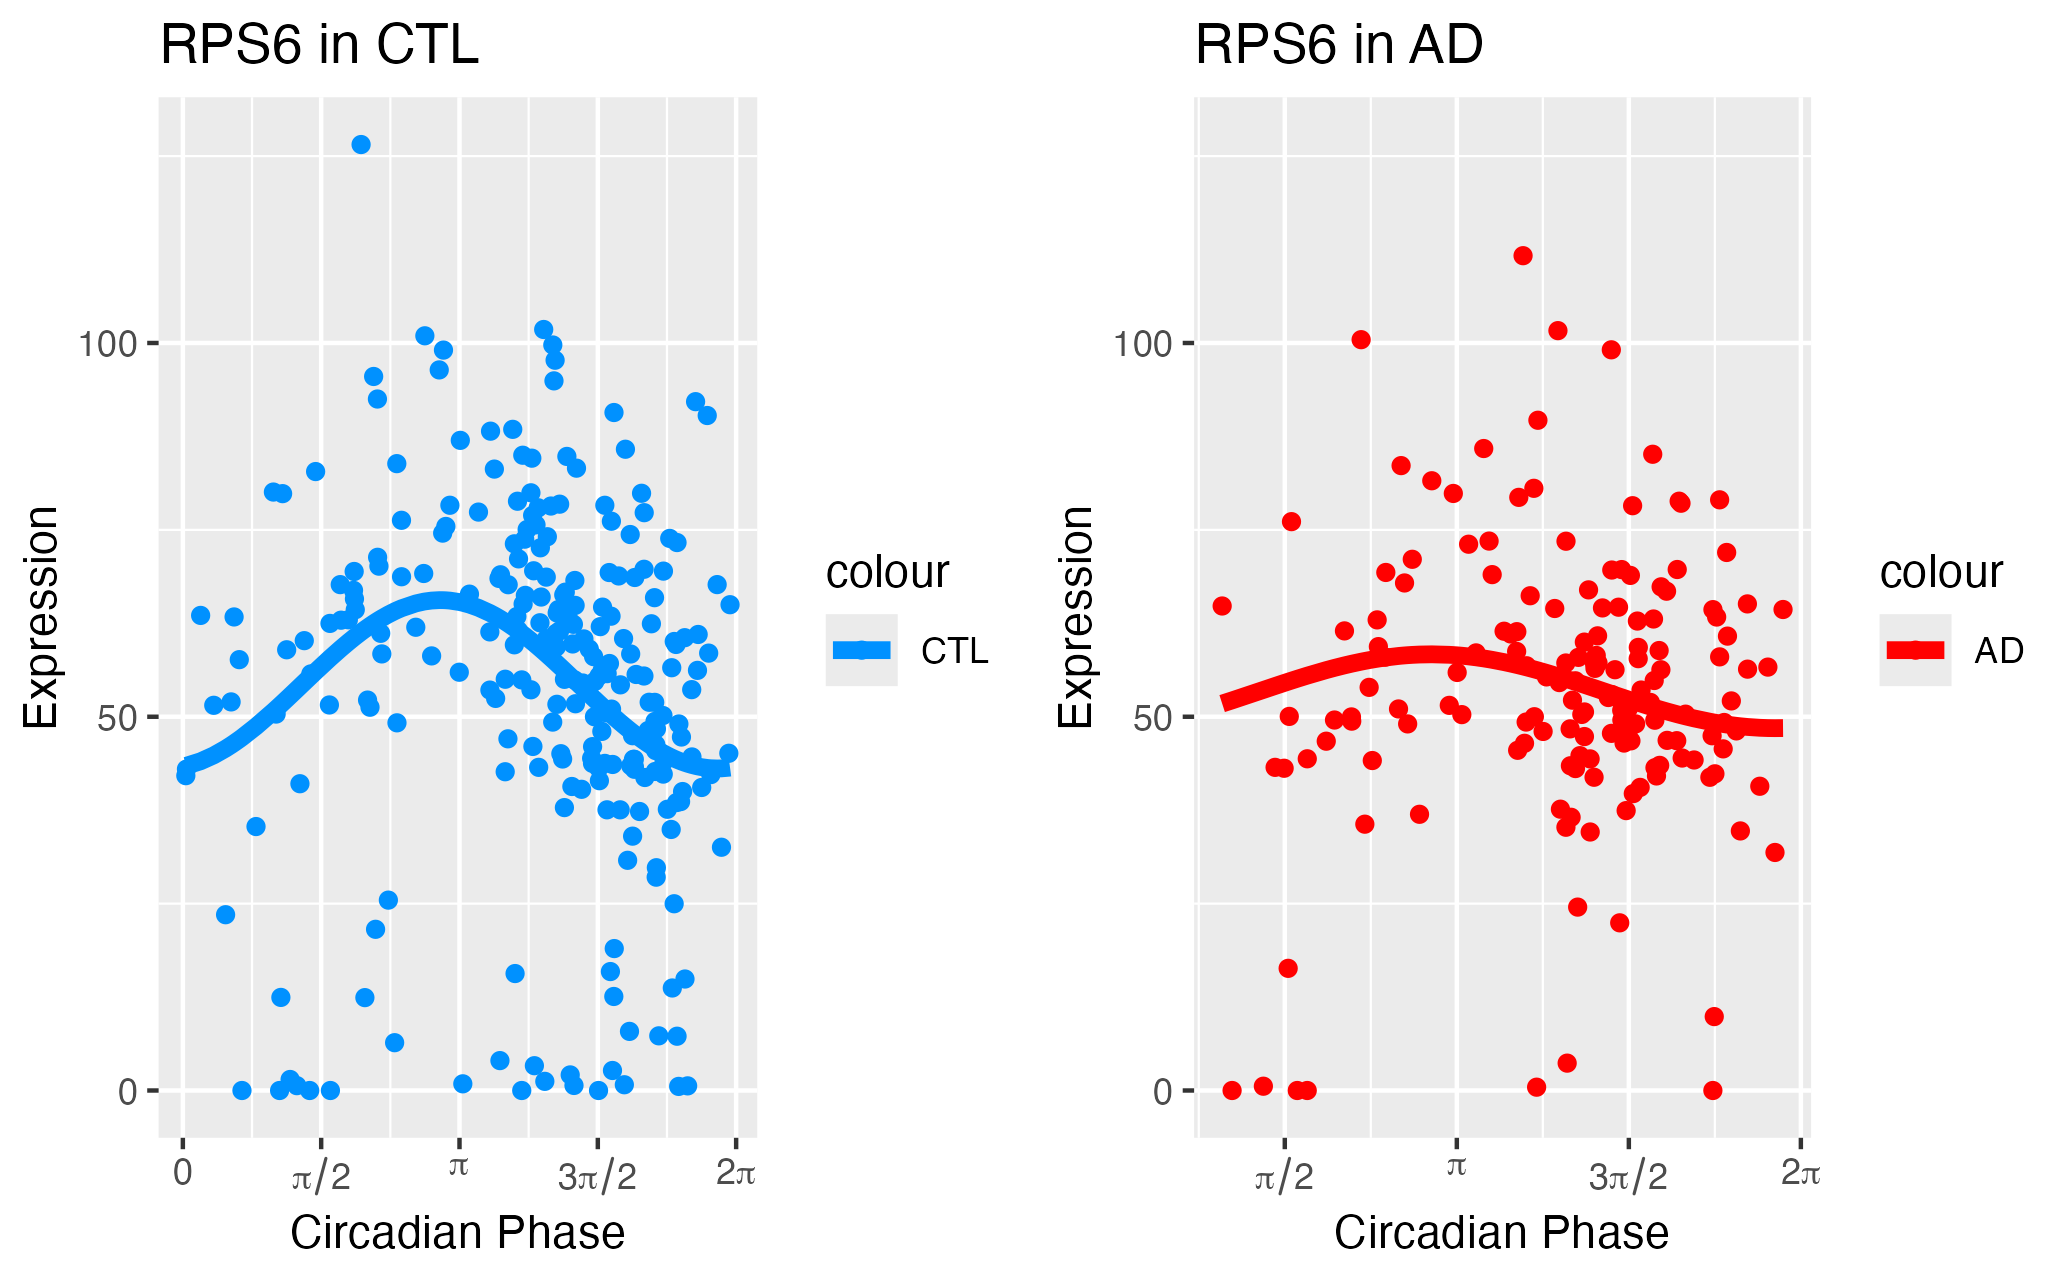 RPS6 in CTL
Expression
100
50
0
0 π/2 π 3π/2 2π
Circadian Phase
colour
CTL
RPS6 in AD
Expression
100
50
0
π/2 π 3π/2 2π
Circadian Phase
colour
AD